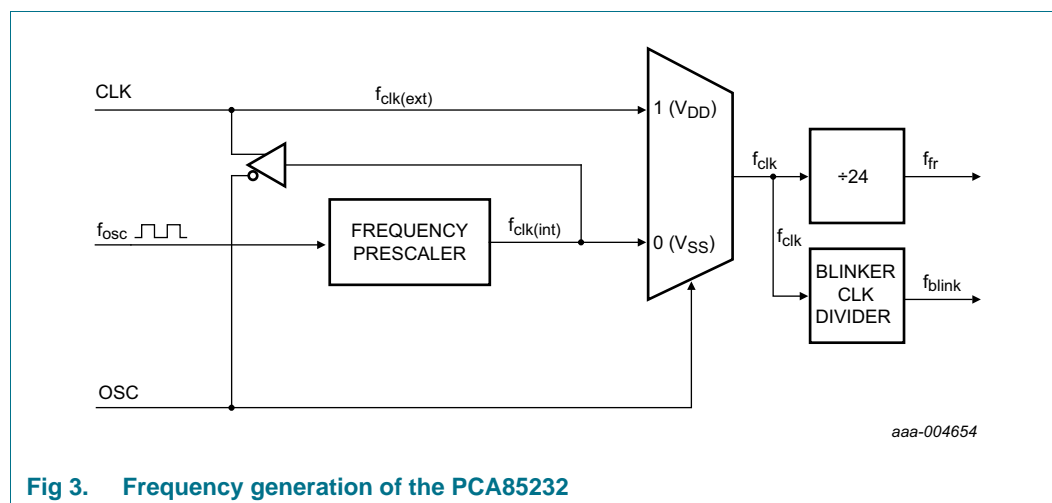 CLK
fclk(ext)
1 (VDD)
fclk
÷24
ffr
fosc
FREQUENCY
PRESCALER
fclk(int)
0 (VSS)
fclk
BLINKER
CLK
DIVIDER
fblink
OSC
aaa-004654
Fig 3. Frequency generation of the PCA85232